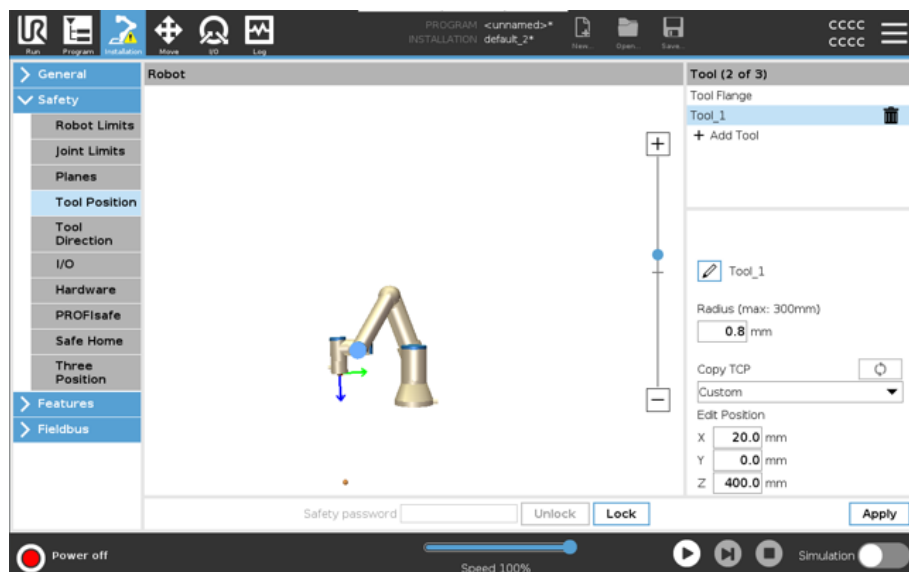 PROGRAM <unnamed>*
INSTALLATION default_2*
CCCC
CCCC
UR
Run
Program
Installation
Move
I/O
Log
New...
Open...
Save...
General
Safety
Robot Limits
Joint Limits
Planes
Tool Position
Tool
Direction
I/O
Hardware
PROFIsafe
Safe Home
Three
Position
Features
Fieldbus
Robot
Tool (2 of 3)
Tool Flange
Tool_1
+ Add Tool
Tool_1
Radius (max: 300mm)
0.8 mm
Copy TCP
Custom
Edit Position
X 20.0 mm
Y 0.0 mm
Z 400.0 mm
Safety password
Unlock
Lock
Apply
Power off
Speed 100%
Simulation